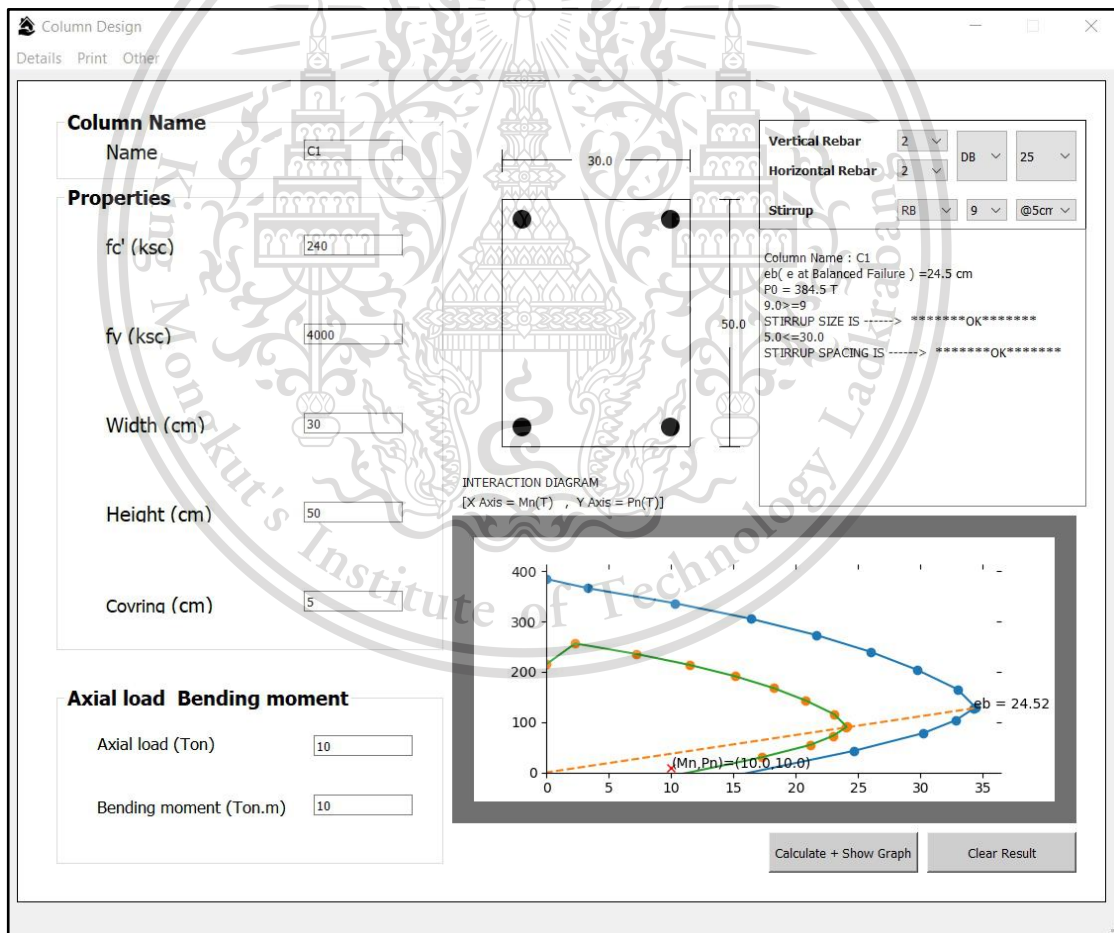 Column Design
Details Print Other
Column Name
Name C1
Properties
fc' (ksc) 240
fy (ksc) 4000
Width (cm) 30
Height (cm) 50
Covring (cm) 5
Axial load Bending moment
Axial load (Ton) 10
Bending moment (Ton.m) 10
30.0
50.0
Vertical Rebar 2
Horizontal Rebar 2
DB 25
Stirrup RB 9 @5cm
Column Name : C1
eb( e at Balanced Failure ) =24.5 cm
P0 = 384.5 T
9.0>=9
STIRRUP SIZE IS ------> *******OK*******
5.0<=30.0
STIRRUP SPACING IS ------> *******OK*******
INTERACTION DIAGRAM
[X Axis = Mn(T) , Y Axis = Pn(T)]
400
300
200
100
0
eb = 24.52
(Mn,Pn)=(10.0,10.0)
0 5 10 15 20 25 30 35
Calculate + Show Graph Clear Result
King Mongkut's Institute of Technology Ladkrabang